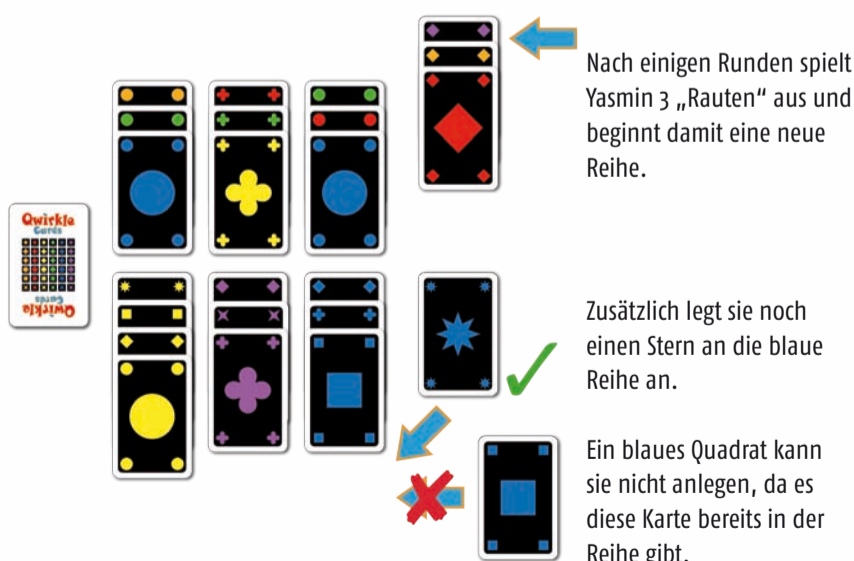 Nach einigen Runden spielt
Yasmin 3 „Rauten“ aus und
beginnt damit eine neue
Reihe.
Qwirkle
Cards
Qwirkle
Cards
Zusätzlich legt sie noch
einen Stern an die blaue
Reihe an.
Ein blaues Quadrat kann
sie nicht anlegen, da es
diese Karte bereits in der
Reihe gibt.